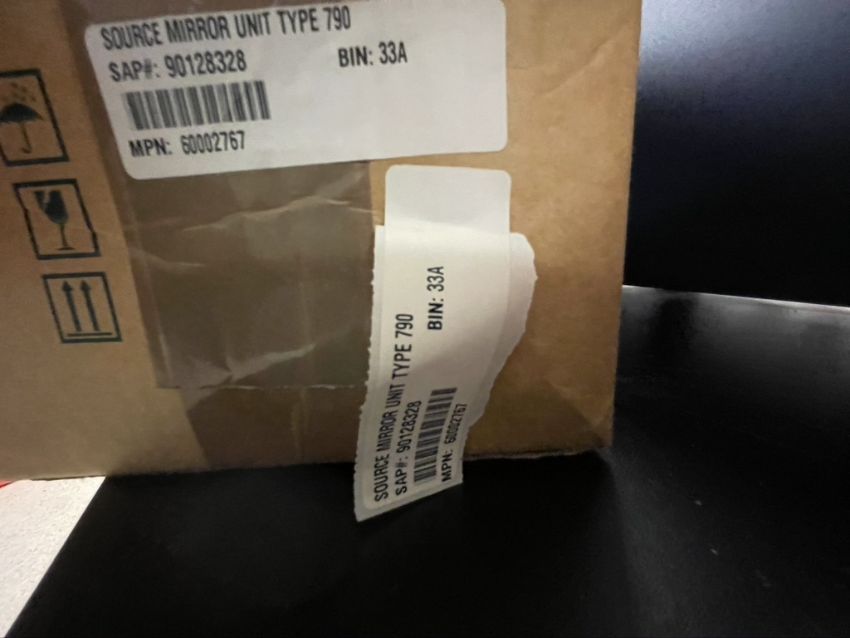 SOURCE MIRROR UNIT TYPE 790
SAP#: 90128328
BIN: 33A
MPN: 60002767
SOURCE MIRROR UNIT TYPE 790
SAP#: 90128328
BIN: 33A
MPN: 60002767